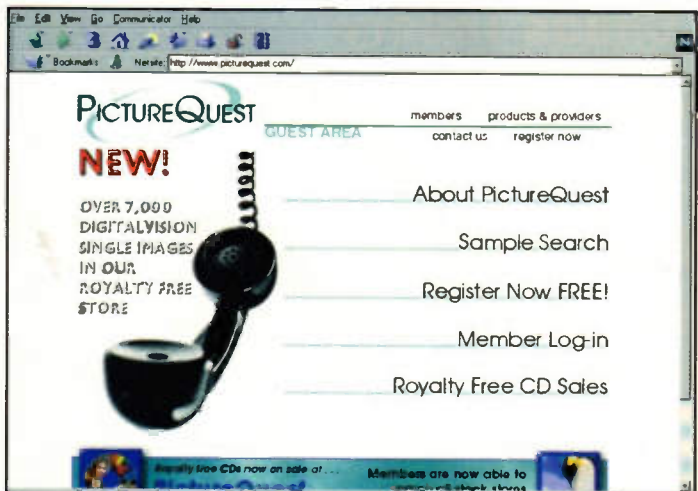 File Edit View Go Communicator Help
Bookmarks Netsite: http://www.picturequest.com/
PICTUREQUEST
GUEST AREA
members products & providers
contact us register now
NEW!
OVER 7,000
DIGITALVISION
SINGLE IMAGES
IN OUR
ROYALTY FREE
STORE
About PictureQuest
Sample Search
Register Now FREE!
Member Log-in
Royalty Free CD Sales
Royalty free CDs now on sale at . . .
PictureQuest
Members are now able to